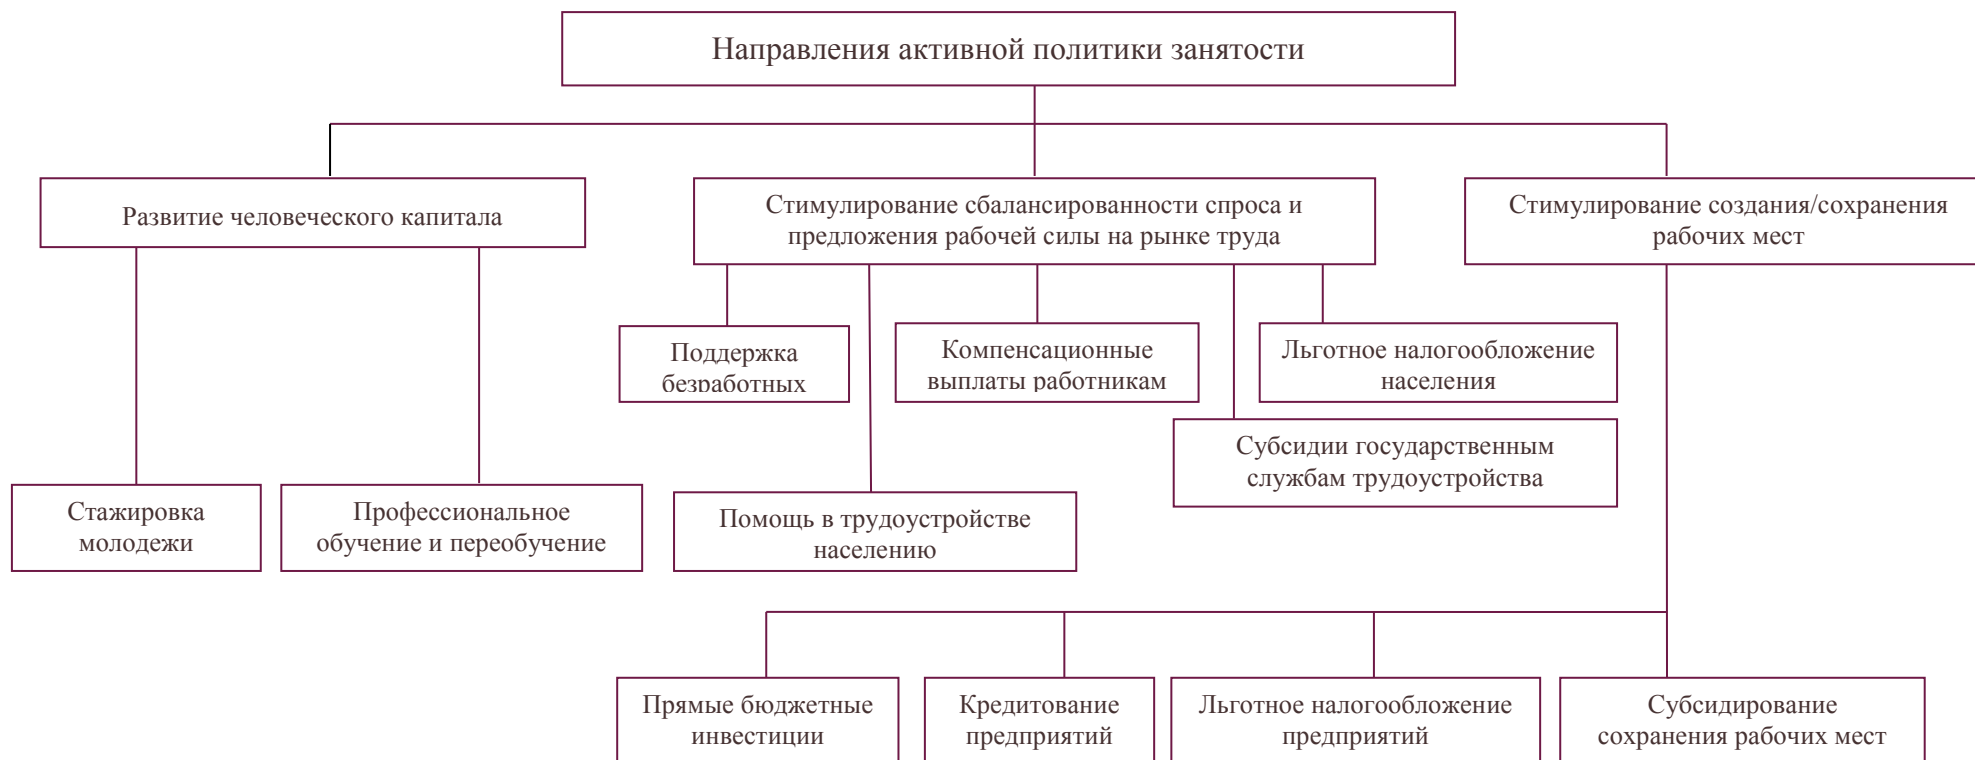 Направления активной политики занятости
Развитие человеческого капитала
Стимулирование сбалансированности спроса и
предложения рабочей силы на рынке труда
Стимулирование создания/сохранения
рабочих мест
Поддержка
безработных
Компенсационные
выплаты работникам
Льготное налогообложение
населения
Субсидии государственным
службам трудоустройства
Стажировка
молодежи
Профессиональное
обучение и переобучение
Помощь в трудоустройстве
населению
Прямые бюджетные
инвестиции
Кредитование
предприятий
Льготное налогообложение
предприятий
Субсидирование
сохранения рабочих мест